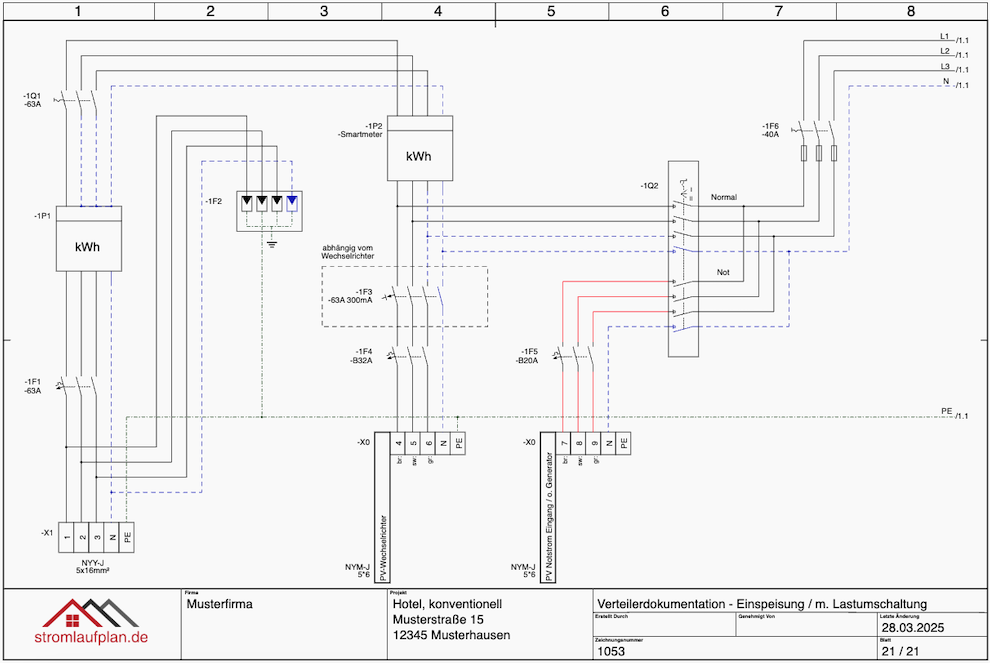 1 2 3 4 5 6 7 8
L1 /1.1
L2 /1.1
L3 /1.1
N /1.1
-1Q1
-63A
-1P2
-Smartmeter
kWh
-1F6
-40A
-1Q2
Normal
-1F2
-1P1
kWh
abhängig vom
Wechselrichter
Not
-1F3
-63A 300mA
-1F4
-B32A
-1F5
-B20A
-1F1
-63A
PE /1.1
-X0 4 5 6 N PE
br: sw: gr:
-X0 7 8 9 N PE
br: sw: gr:
PV-Wechselrichter
PV Notstrom Eingang / o. Generator
-X1 1 2 3 N PE
NYY-J
5x16mm²
NYM-J
5*6
NYM-J
5*6
stromlaufplan.de
Firma
Musterfirma
Projekt
Hotel, konventionell
Musterstraße 15
12345 Musterhausen
Verteilerdokumentation - Einspeisung / m. Lastumschaltung
Erstellt Durch
Genehmigt Von
Letzte Änderung
28.03.2025
Zeichnungsnummer
1053
Blatt
21 / 21